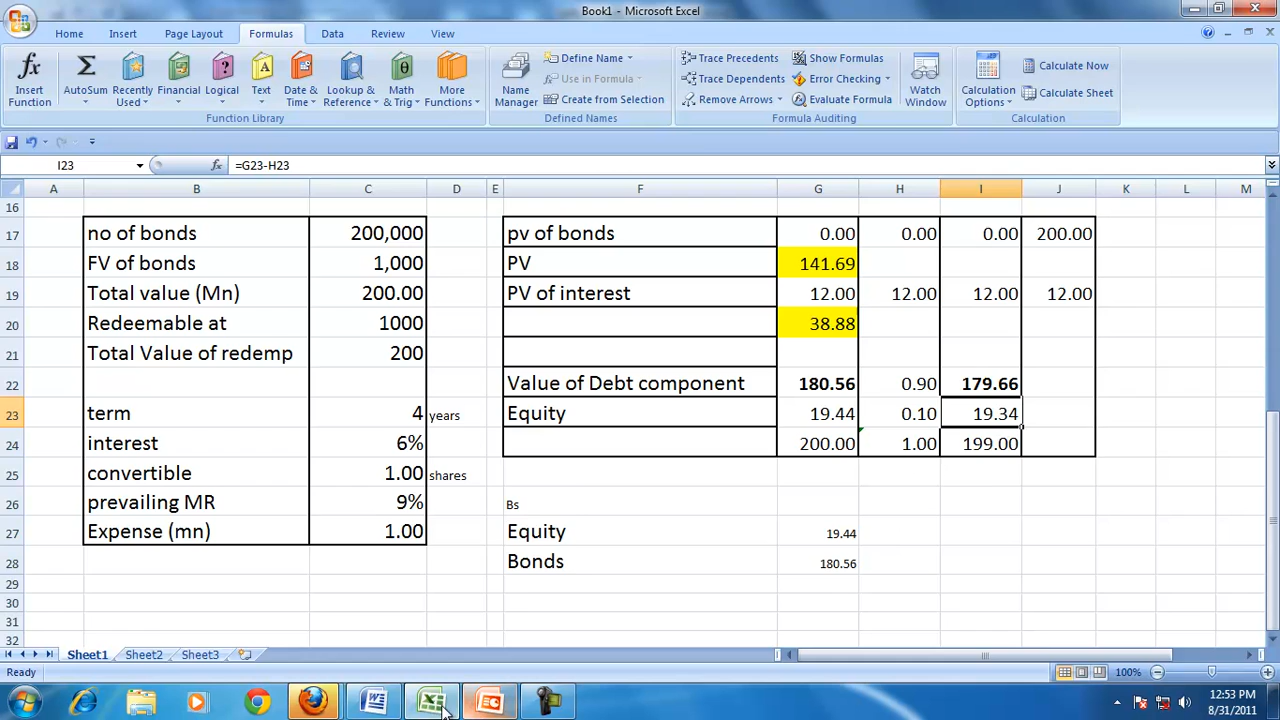 Book1 - Microsoft Excel
Home Insert Page Layout Formulas Data Review View
fx Σ ? A θ
Insert Function
AutoSum
Recently Used
Financial
Logical
Text
Date & Time
Lookup & Reference
Math & Trig
More Functions
Function Library
Name Manager
Define Name
Use in Formula
Create from Selection
Defined Names
Trace Precedents
Trace Dependents
Remove Arrows
Show Formulas
Error Checking
Evaluate Formula
Formula Auditing
Watch Window
Calculation Options
Calculate Now
Calculate Sheet
Calculation
I23 fx =G23-H23
A B C D E F G H I J K L M
16
17 no of bonds 200,000 pv of bonds 0.00 0.00 0.00 200.00
18 FV of bonds 1,000 PV 141.69
19 Total value (Mn) 200.00 PV of interest 12.00 12.00 12.00 12.00
20 Redeemable at 1000 38.88
21 Total Value of redemp 200
22 Value of Debt component 180.56 0.90 179.66
23 term 4 years Equity 19.44 0.10 19.34
24 interest 6% 200.00 1.00 199.00
25 convertible 1.00 shares
26 prevailing MR 9% Bs
27 Expense (mn) 1.00 Equity 19.44
28 Bonds 180.56
29
30
31
32
Sheet1 Sheet2 Sheet3
Ready 100%
12:53 PM
8/31/2011